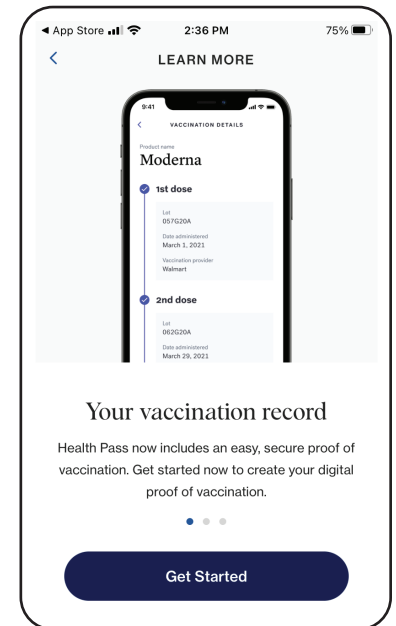 ◀ App Store 2:36 PM 75%
LEARN MORE
9:41
VACCINATION DETAILS
Product name
Moderna
1st dose
Lot
057G20A
Date administered
March 1, 2021
Vaccination provider
Walmart
2nd dose
Lot
062G20A
Date administered
March 29, 2021
Your vaccination record
Health Pass now includes an easy, secure proof of
vaccination. Get started now to create your digital
proof of vaccination.
Get Started